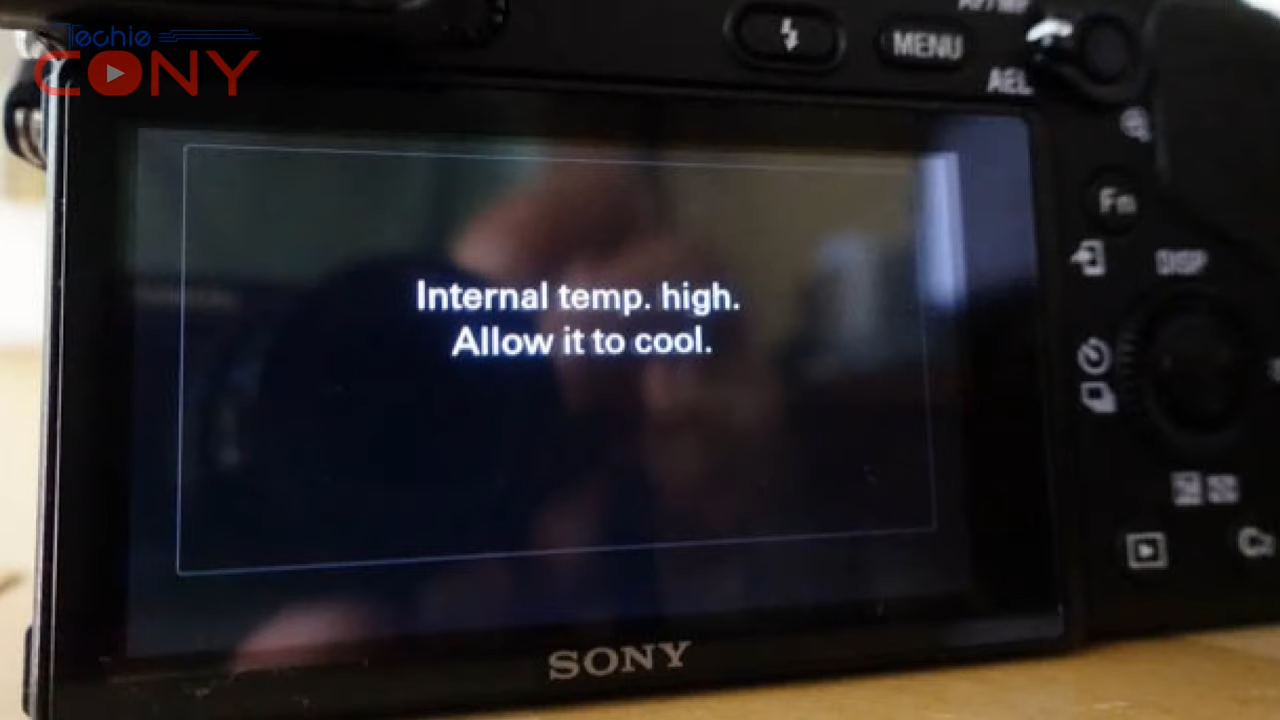 Techie
CONY
MENU
AEL
Fn
DISP
Internal temp. high.
Allow it to cool.
SONY